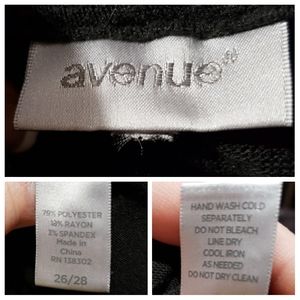 avenue
79% POLYESTER
18% RAYON
3% SPANDEX
Made in
China
RN 138302
26/28
HAND WASH COLD
SEPARATELY
DO NOT BLEACH
LINE DRY
COOL IRON
AS NEEDED
DO NOT DRY CLEAN